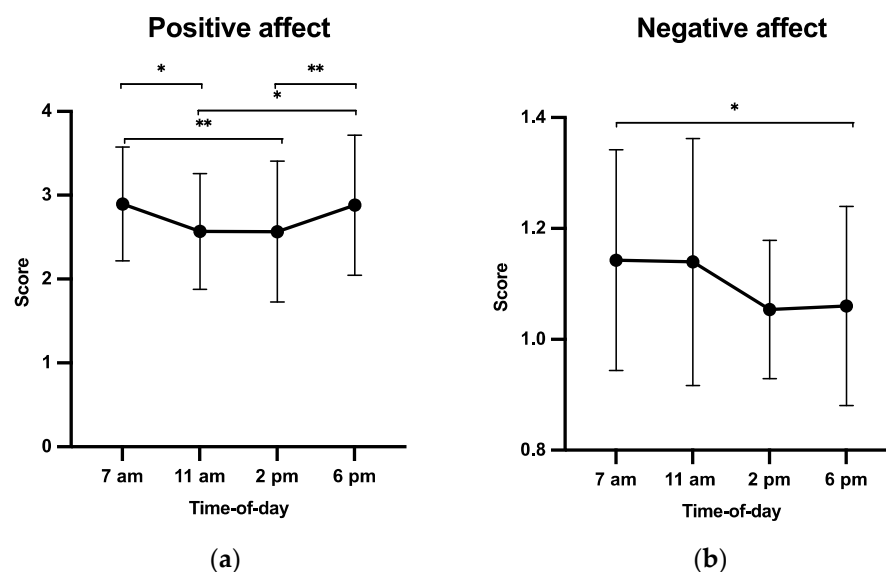 Positive affect
* **
*
**
4
3
2
1
0
Score
7 am 11 am 2 pm 6 pm
Time-of-day
(a)
Negative affect
*
1.4
1.2
1.0
0.8
Score
7 am 11 am 2 pm 6 pm
Time-of-day
(b)